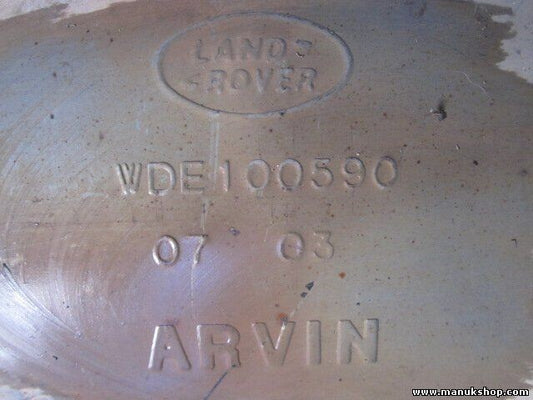 LAND
ROVER
WDE100590
07 03
ARVIN
www.manukshop.com